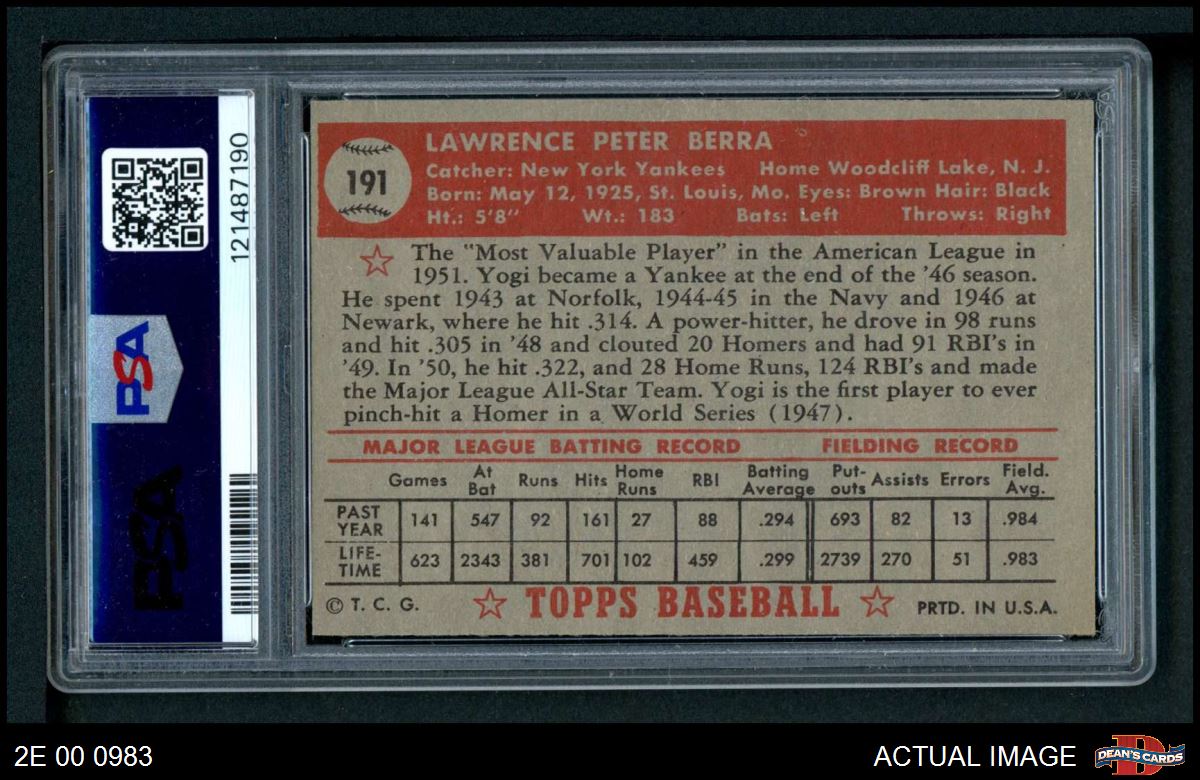 LAWRENCE PETER BERRA
191
Catcher: New York Yankees Home Woodcliff Lake, N. J.
Born: May 12, 1925, St. Louis, Mo. Eyes: Brown Hair: Black
Ht.: 5'8" Wt.: 183 Bats: Left Throws: Right
The "Most Valuable Player" in the American League in
1951. Yogi became a Yankee at the end of the '46 season.
He spent 1943 at Norfolk, 1944-45 in the Navy and 1946 at
Newark, where he hit .314. A power-hitter, he drove in 98 runs
and hit .305 in '48 and clouted 20 Homers and had 91 RBI's in
'49. In '50, he hit .322, and 28 Home Runs, 124 RBI's and made
the Major League All-Star Team. Yogi is the first player to ever
pinch-hit a Homer in a World Series (1947).
MAJOR LEAGUE BATTING RECORD FIELDING RECORD
Games At Bat Runs Hits Home Runs RBI Batting Average Put-outs Assists Errors Field. Avg.
PAST YEAR 141 547 92 161 27 88 .294 693 82 13 .984
LIFE-TIME 623 2343 381 701 102 459 .299 2739 270 51 .983
© T. C. G. TOPPS BASEBALL PRTD. IN U.S.A.
121487190
PSA
PSA
2E 00 0983
ACTUAL IMAGE
DEAN'S CARDS